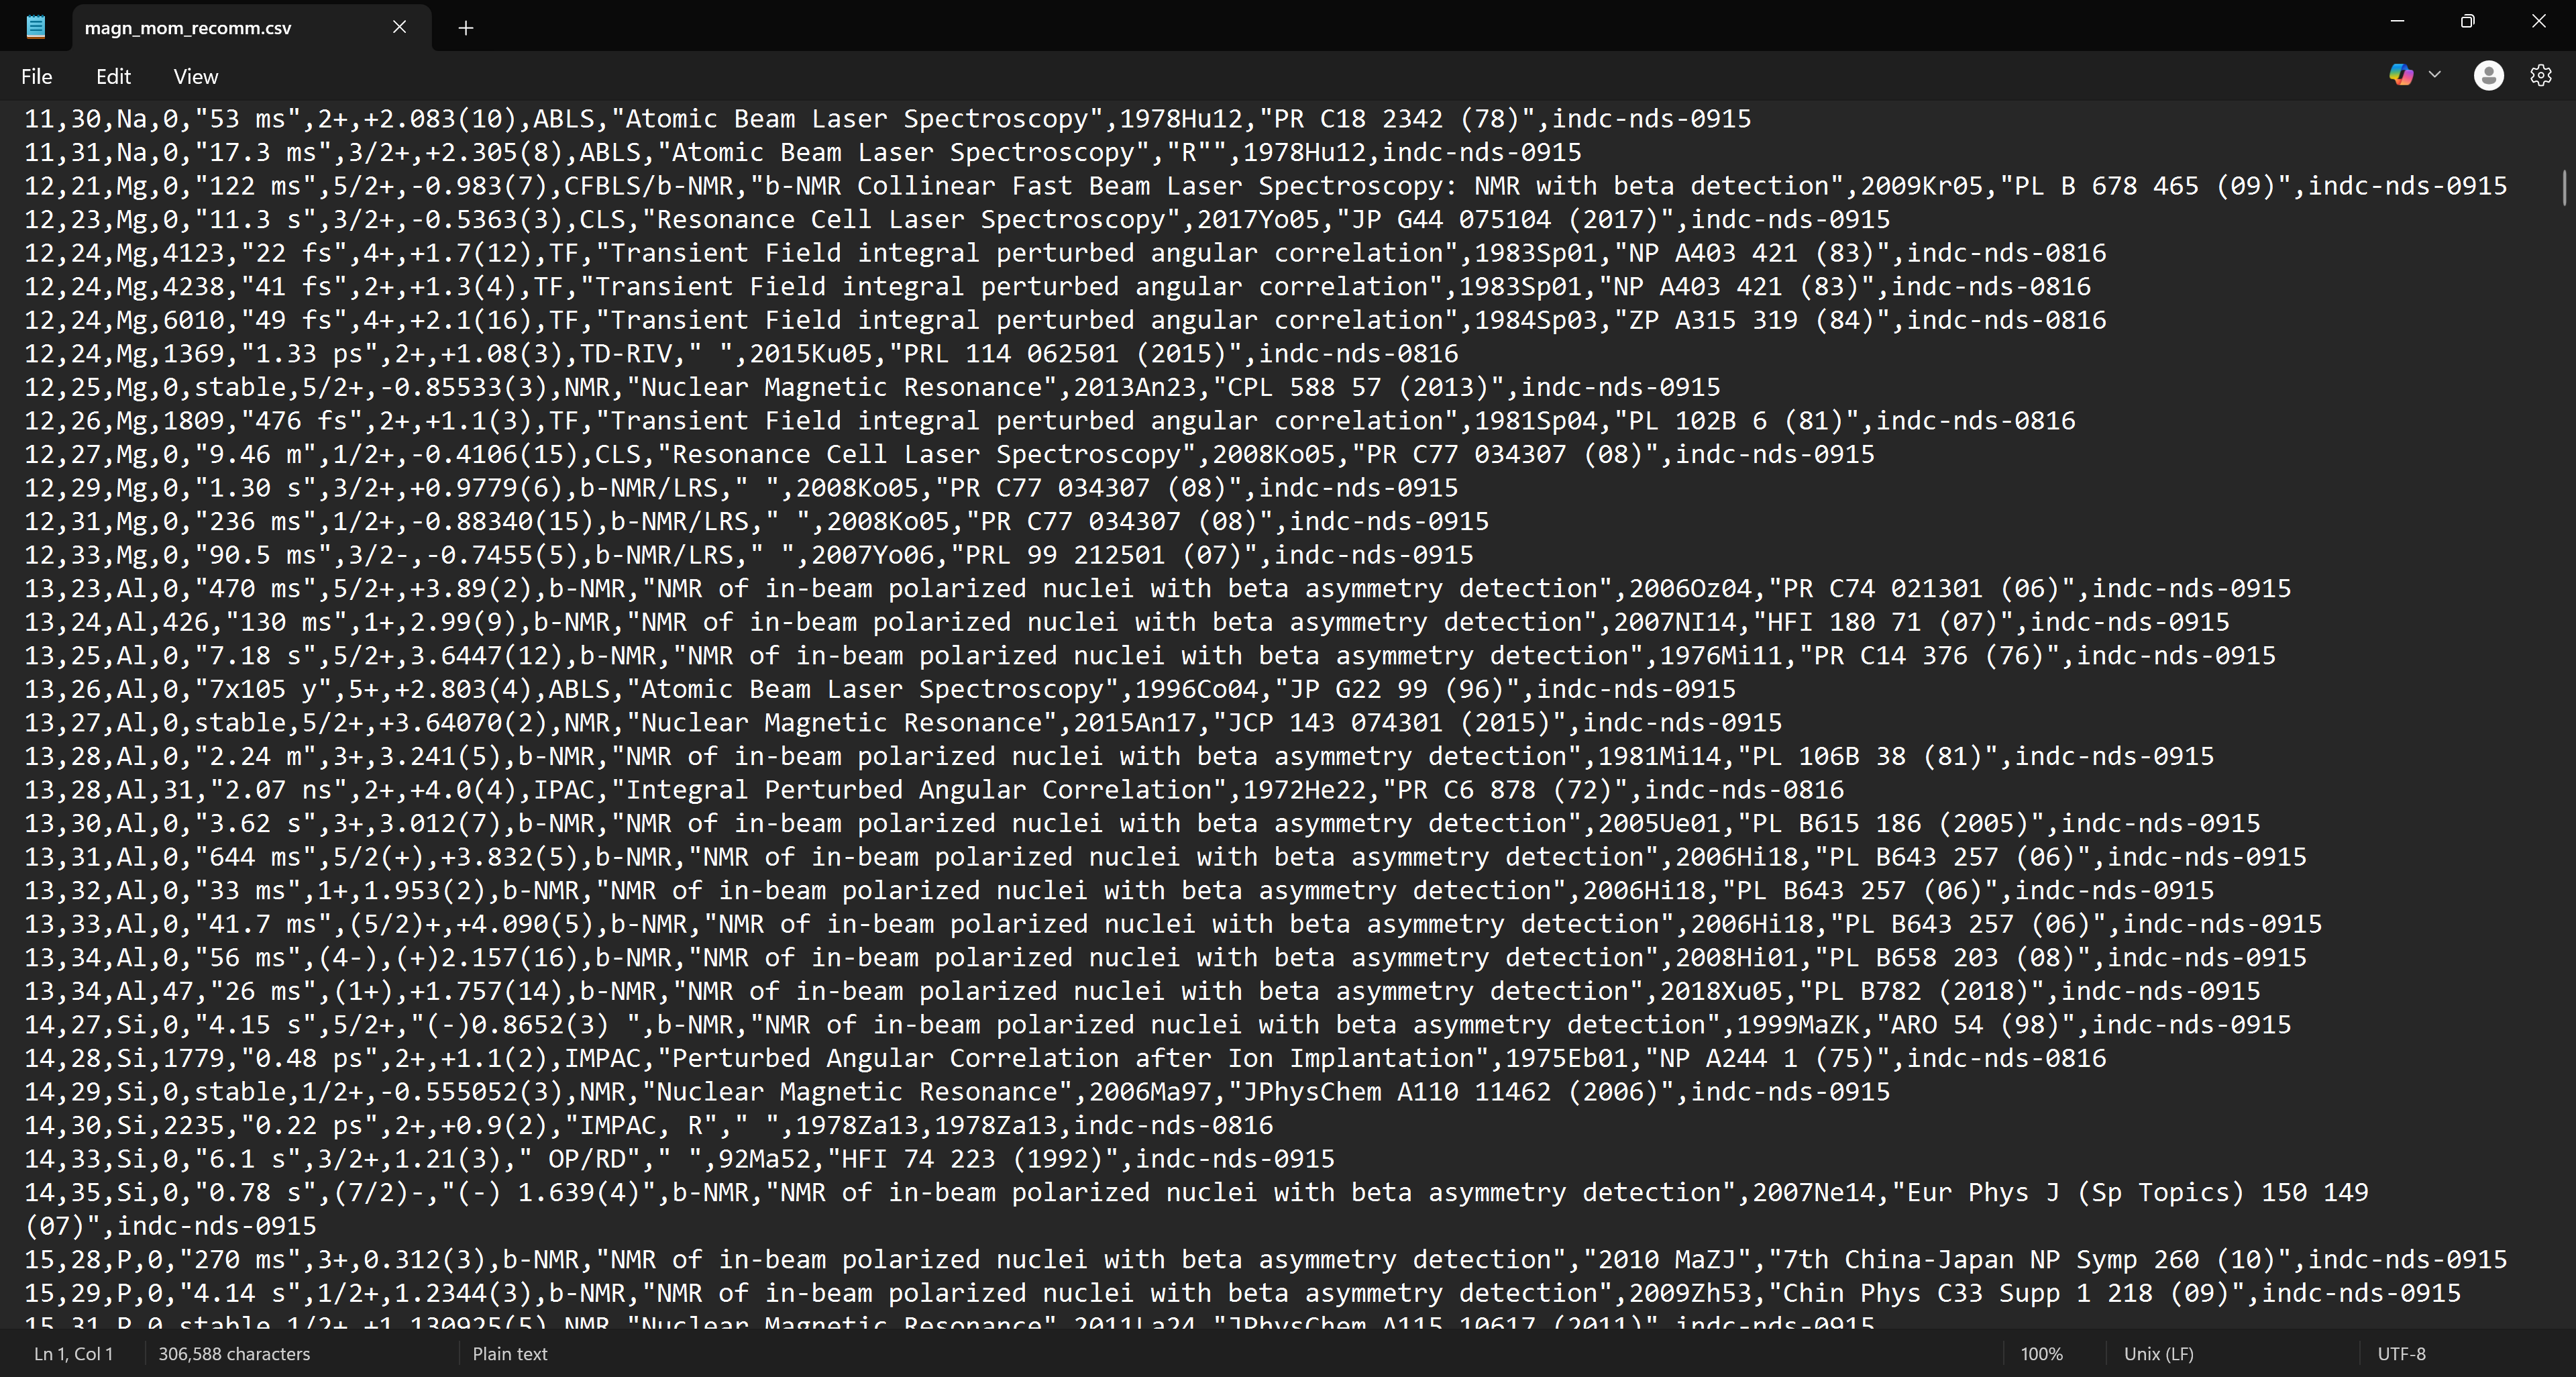 magn_mom_recomm.csv
File Edit View
11,30,Na,0,"53 ms",2+,+2.083(10),ABLS,"Atomic Beam Laser Spectroscopy",1978Hu12,"PR C18 2342 (78)",indc-nds-0915
11,31,Na,0,"17.3 ms",3/2+,+2.305(8),ABLS,"Atomic Beam Laser Spectroscopy","R"",1978Hu12,indc-nds-0915
12,21,Mg,0,"122 ms",5/2+,-0.983(7),CFBLS/b-NMR,"b-NMR Collinear Fast Beam Laser Spectroscopy: NMR with beta detection",2009Kr05,"PL B 678 465 (09)",indc-nds-0915
12,23,Mg,0,"11.3 s",3/2+,-0.5363(3),CLS,"Resonance Cell Laser Spectroscopy",2017Yo05,"JP G44 075104 (2017)",indc-nds-0915
12,24,Mg,4123,"22 fs",4+,+1.7(12),TF,"Transient Field integral perturbed angular correlation",1983Sp01,"NP A403 421 (83)",indc-nds-0816
12,24,Mg,4238,"41 fs",2+,+1.3(4),TF,"Transient Field integral perturbed angular correlation",1983Sp01,"NP A403 421 (83)",indc-nds-0816
12,24,Mg,6010,"49 fs",4+,+2.1(16),TF,"Transient Field integral perturbed angular correlation",1984Sp03,"ZP A315 319 (84)",indc-nds-0816
12,24,Mg,1369,"1.33 ps",2+,+1.08(3),TD-RIV," ",2015Ku05,"PRL 114 062501 (2015)",indc-nds-0816
12,25,Mg,0,stable,5/2+,-0.85533(3),NMR,"Nuclear Magnetic Resonance",2013An23,"CPL 588 57 (2013)",indc-nds-0915
12,26,Mg,1809,"476 fs",2+,+1.1(3),TF,"Transient Field integral perturbed angular correlation",1981Sp04,"PL 102B 6 (81)",indc-nds-0816
12,27,Mg,0,"9.46 m",1/2+,-0.4106(15),CLS,"Resonance Cell Laser Spectroscopy",2008Ko05,"PR C77 034307 (08)",indc-nds-0915
12,29,Mg,0,"1.30 s",3/2+,+0.9779(6),b-NMR/LRS," ",2008Ko05,"PR C77 034307 (08)",indc-nds-0915
12,31,Mg,0,"236 ms",1/2+,-0.88340(15),b-NMR/LRS," ",2008Ko05,"PR C77 034307 (08)",indc-nds-0915
12,33,Mg,0,"90.5 ms",3/2-,-0.7455(5),b-NMR/LRS," ",2007Yo06,"PRL 99 212501 (07)",indc-nds-0915
13,23,Al,0,"470 ms",5/2+,+3.89(2),b-NMR,"NMR of in-beam polarized nuclei with beta asymmetry detection",2006Oz04,"PR C74 021301 (06)",indc-nds-0915
13,24,Al,426,"130 ms",1+,2.99(9),b-NMR,"NMR of in-beam polarized nuclei with beta asymmetry detection",2007NI14,"HFI 180 71 (07)",indc-nds-0915
13,25,Al,0,"7.18 s",5/2+,3.6447(12),b-NMR,"NMR of in-beam polarized nuclei with beta asymmetry detection",1976Mi11,"PR C14 376 (76)",indc-nds-0915
13,26,Al,0,"7x105 y",5+,+2.803(4),ABLS,"Atomic Beam Laser Spectroscopy",1996Co04,"JP G22 99 (96)",indc-nds-0915
13,27,Al,0,stable,5/2+,+3.64070(2),NMR,"Nuclear Magnetic Resonance",2015An17,"JCP 143 074301 (2015)",indc-nds-0915
13,28,Al,0,"2.24 m",3+,3.241(5),b-NMR,"NMR of in-beam polarized nuclei with beta asymmetry detection",1981Mi14,"PL 106B 38 (81)",indc-nds-0915
13,28,Al,31,"2.07 ns",2+,+4.0(4),IPAC,"Integral Perturbed Angular Correlation",1972He22,"PR C6 878 (72)",indc-nds-0816
13,30,Al,0,"3.62 s",3+,3.012(7),b-NMR,"NMR of in-beam polarized nuclei with beta asymmetry detection",2005Ue01,"PL B615 186 (2005)",indc-nds-0915
13,31,Al,0,"644 ms",5/2(+),+3.832(5),b-NMR,"NMR of in-beam polarized nuclei with beta asymmetry detection",2006Hi18,"PL B643 257 (06)",indc-nds-0915
13,32,Al,0,"33 ms",1+,1.953(2),b-NMR,"NMR of in-beam polarized nuclei with beta asymmetry detection",2006Hi18,"PL B643 257 (06)",indc-nds-0915
13,33,Al,0,"41.7 ms",(5/2)+,+4.090(5),b-NMR,"NMR of in-beam polarized nuclei with beta asymmetry detection",2006Hi18,"PL B643 257 (06)",indc-nds-0915
13,34,Al,0,"56 ms",(4-),(+)2.157(16),b-NMR,"NMR of in-beam polarized nuclei with beta asymmetry detection",2008Hi01,"PL B658 203 (08)",indc-nds-0915
13,34,Al,47,"26 ms",(1+),+1.757(14),b-NMR,"NMR of in-beam polarized nuclei with beta asymmetry detection",2018Xu05,"PL B782 (2018)",indc-nds-0915
14,27,Si,0,"4.15 s",5/2+,"(-)0.8652(3) ",b-NMR,"NMR of in-beam polarized nuclei with beta asymmetry detection",1999MaZK,"ARO 54 (98)",indc-nds-0915
14,28,Si,1779,"0.48 ps",2+,+1.1(2),IMPAC,"Perturbed Angular Correlation after Ion Implantation",1975Eb01,"NP A244 1 (75)",indc-nds-0816
14,29,Si,0,stable,1/2+,-0.555052(3),NMR,"Nuclear Magnetic Resonance",2006Ma97,"JPhysChem A110 11462 (2006)",indc-nds-0915
14,30,Si,2235,"0.22 ps",2+,+0.9(2),"IMPAC, R"," ",1978Za13,1978Za13,indc-nds-0816
14,33,Si,0,"6.1 s",3/2+,1.21(3)," OP/RD"," ",92Ma52,"HFI 74 223 (1992)",indc-nds-0915
14,35,Si,0,"0.78 s",(7/2)-,"(-) 1.639(4)",b-NMR,"NMR of in-beam polarized nuclei with beta asymmetry detection",2007Ne14,"Eur Phys J (Sp Topics) 150 149
(07)",indc-nds-0915
15,28,P,0,"270 ms",3+,0.312(3),b-NMR,"NMR of in-beam polarized nuclei with beta asymmetry detection","2010 MaZJ","7th China-Japan NP Symp 260 (10)",indc-nds-0915
15,29,P,0,"4.14 s",1/2+,1.2344(3),b-NMR,"NMR of in-beam polarized nuclei with beta asymmetry detection",2009Zh53,"Chin Phys C33 Supp 1 218 (09)",indc-nds-0915
15,31,P,0,stable,1/2+,+1.130925(5),NMR,"Nuclear Magnetic Resonance",2011La24,"JPhysChem A115 10617 (2011)",indc-nds-0915
Ln 1, Col 1 306,588 characters Plain text 100% Unix (LF) UTF-8